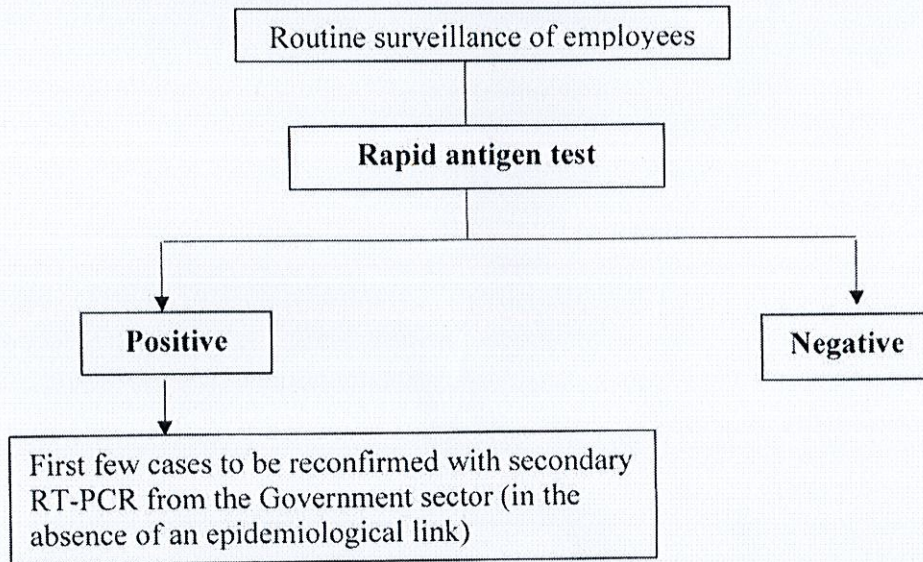 Routine surveillance of employees
Rapid antigen test
Positive
Negative
First few cases to be reconfirmed with secondary
RT-PCR from the Government sector (in the
absence of an epidemiological link)